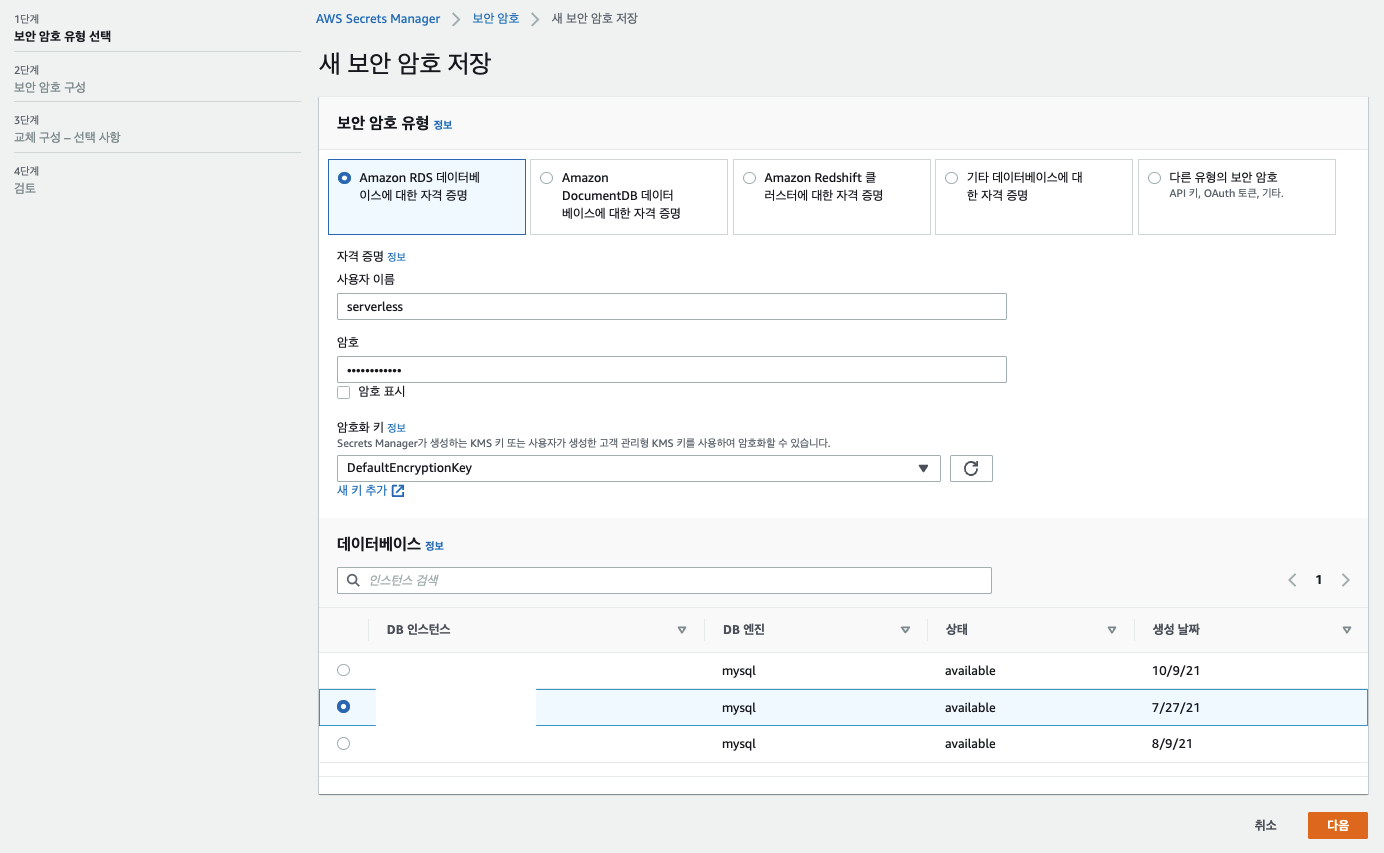 1단계
보안 암호 유형 선택
2단계
보안 암호 구성
3단계
교체 구성 – 선택 사항
4단계
검토
AWS Secrets Manager
보안 암호
새 보안 암호 저장
새 보안 암호 저장
보안 암호 유형 정보
Amazon RDS 데이터베
이스에 대한 자격 증명
Amazon
DocumentDB 데이터
베이스에 대한 자격 증명
Amazon Redshift 클
러스터에 대한 자격 증명
기타 데이터베이스에 대
한 자격 증명
다른 유형의 보안 암호
API 키, OAuth 토큰, 기타.
자격 증명 정보
사용자 이름
serverless
암호
••••••••••••
암호 표시
암호화 키 정보
Secrets Manager가 생성하는 KMS 키 또는 사용자가 생성한 고객 관리형 KMS 키를 사용하여 암호화할 수 있습니다.
DefaultEncryptionKey
새 키 추가
데이터베이스 정보
인스턴스 검색
1
DB 인스턴스 DB 엔진 상태 생성 날짜
mysql available 10/9/21
mysql available 7/27/21
mysql available 8/9/21
취소
다음